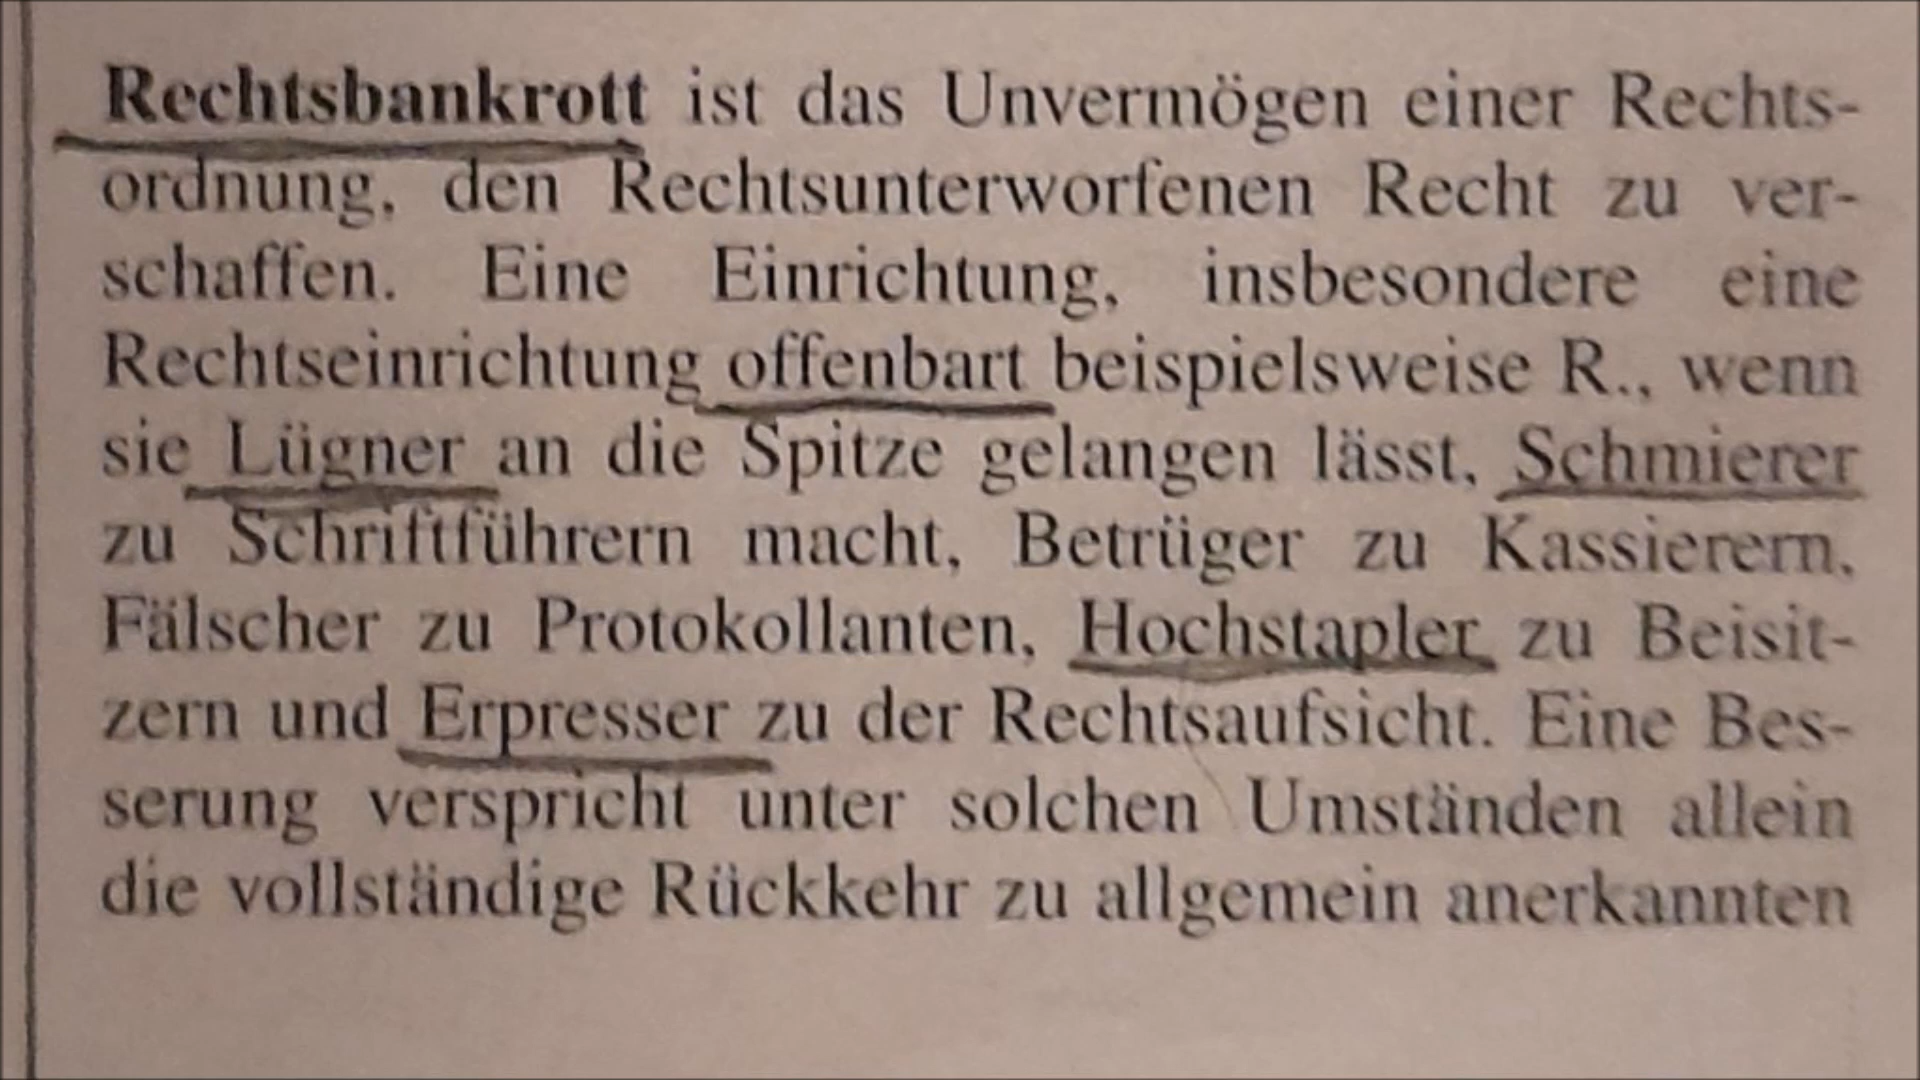 Rechtsbankrott ist das Unvermögen einer Rechts-
ordnung, den Rechtsunterworfenen Recht zu ver-
schaffen. Eine Einrichtung, insbesondere eine
Rechtseinrichtung offenbart beispielsweise R., wenn
sie Lügner an die Spitze gelangen lässt, Schmierer
zu Schriftführern macht, Betrüger zu Kassierern,
Fälscher zu Protokollanten, Hochstapler zu Beisit-
zern und Erpresser zu der Rechtsaufsicht. Eine Bes-
serung verspricht unter solchen Umständen allein
die vollständige Rückkehr zu allgemein anerkannten